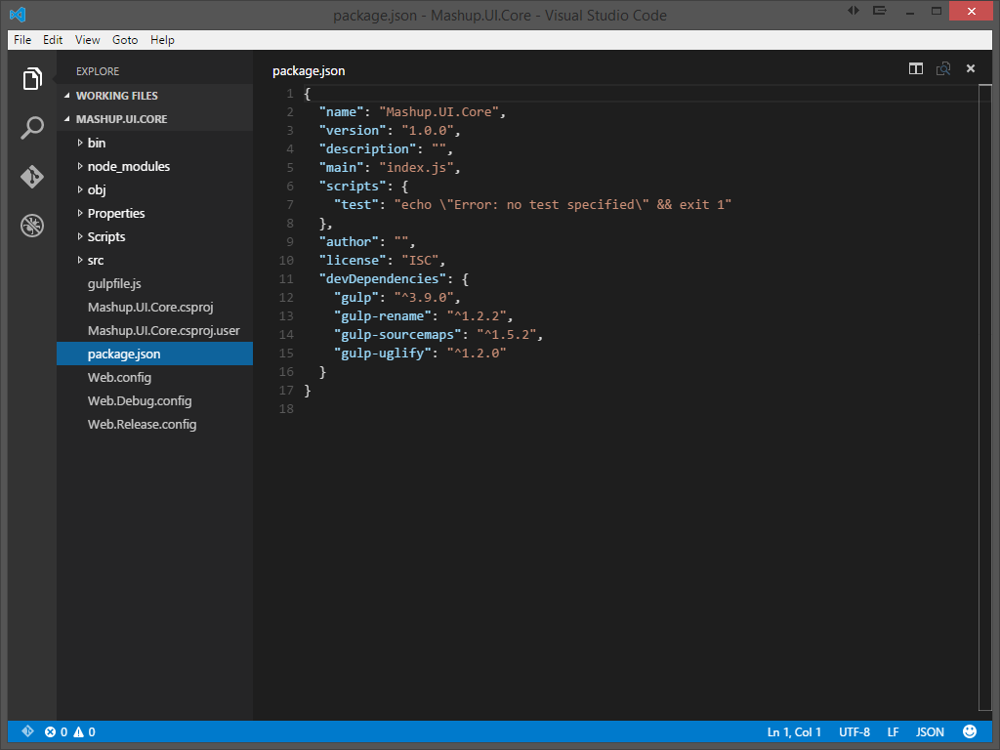 package.json - Mashup.UI.Core - Visual Studio Code
File Edit View Goto Help
EXPLORE
WORKING FILES
MASHUP.UI.CORE
bin
node_modules
obj
Properties
Scripts
src
gulpfile.js
Mashup.UI.Core.csproj
Mashup.UI.Core.csproj.user
package.json
Web.config
Web.Debug.config
Web.Release.config
package.json
1 {
2   "name": "Mashup.UI.Core",
3   "version": "1.0.0",
4   "description": "",
5   "main": "index.js",
6   "scripts": {
7     "test": "echo \"Error: no test specified\" && exit 1"
8   },
9   "author": "",
10   "license": "ISC",
11   "devDependencies": {
12     "gulp": "^3.9.0",
13     "gulp-rename": "^1.2.2",
14     "gulp-sourcemaps": "^1.5.2",
15     "gulp-uglify": "^1.2.0"
16   }
17 }
18
0 0 Ln 1, Col 1 UTF-8 LF JSON